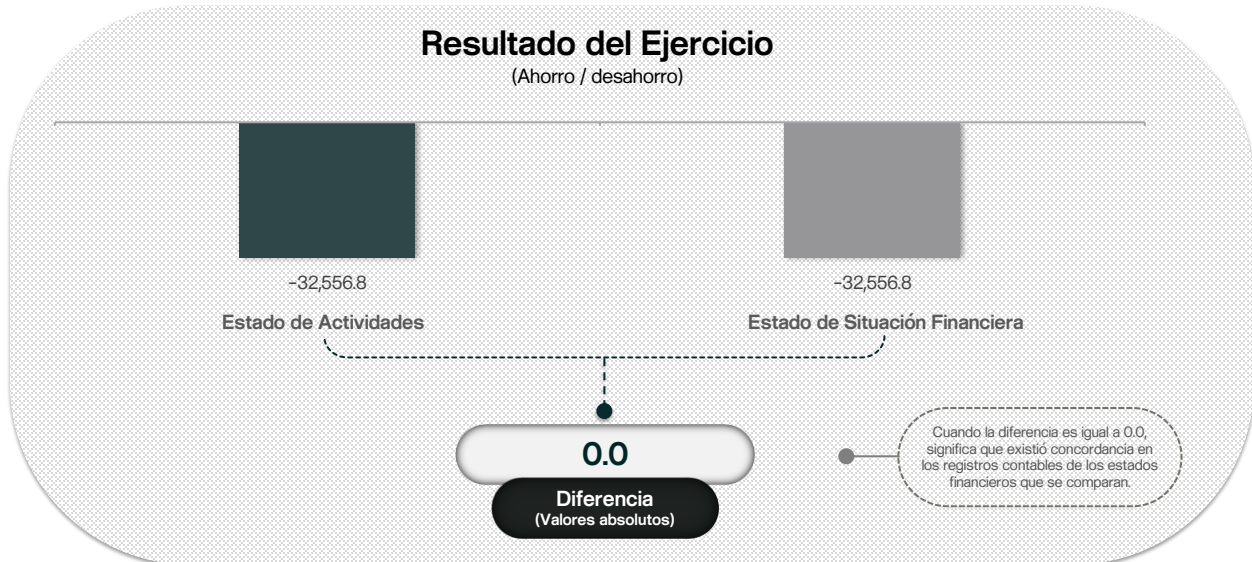 Resultado del Ejercicio
(Ahorro / desahorro)
-32,556.8
-32,556.8
Estado de Actividades
Estado de Situación Financiera
0.0
Diferencia
(Valores absolutos)
Cuando la diferencia es igual a 0.0,
significa que existió concordancia en
los registros contables de los estados
financieros que se comparan.